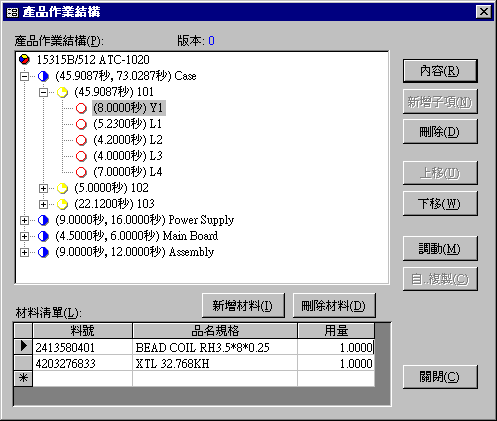 產品作業結構
產品作業結構(P):
版本: 0
15315B/512 ATC-1020
(45.9087秒, 73.0287秒) Case
(45.9087秒) 101
(8.0000秒) Y1
(5.2300秒) L1
(4.2000秒) L2
(4.0000秒) L3
(7.0000秒) L4
(5.0000秒) 102
(22.1200秒) 103
(9.0000秒, 16.0000秒) Power Supply
(4.5000秒, 6.0000秒) Main Board
(9.0000秒, 12.0000秒) Assembly
內容(R)
新增子項(N)
刪除(D)
上移(U)
下移(W)
調動(M)
自..複製(C)
新增材料(I)
刪除材料(D)
材料清單(L):
料號 品名規格 用量
2413580401 BEAD COIL RH3.5*8*0.25 1.0000
4203276833 XTL 32.768KH 1.0000
關閉(C)